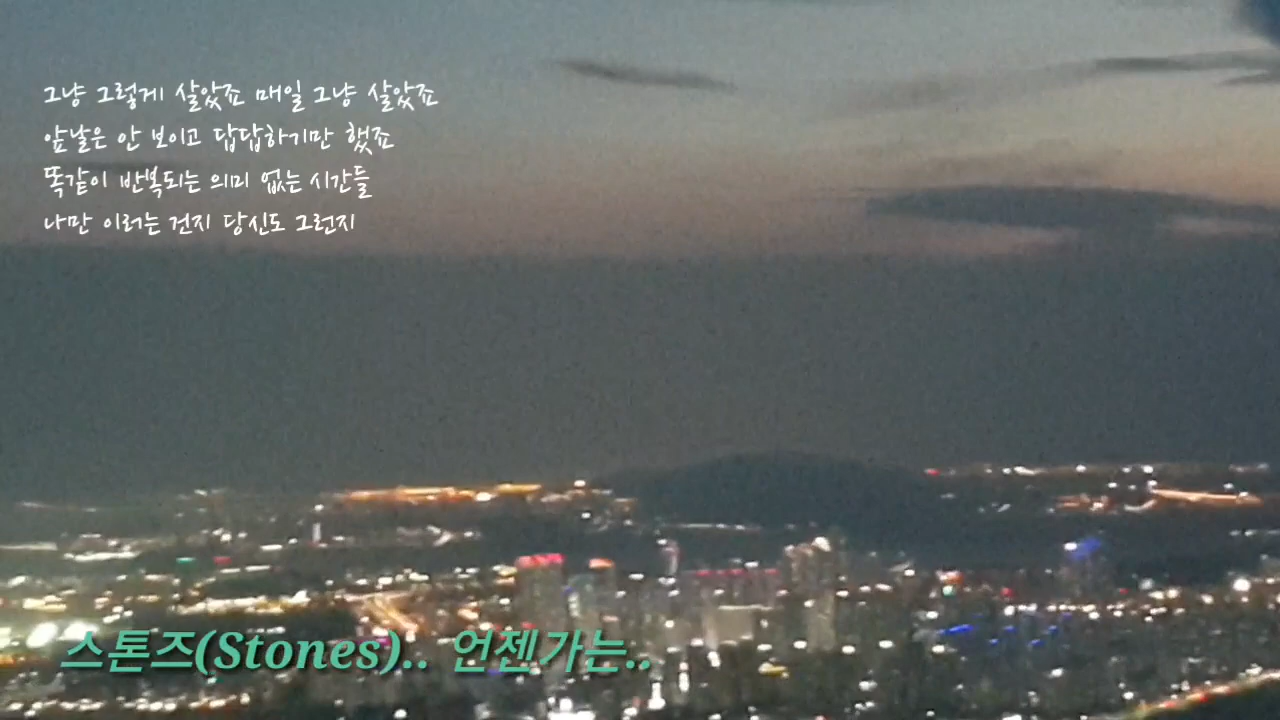 그냥 그렇게 살았죠 매일 그냥 살았죠
앞날은 안 보이고 답답하기만 했죠
똑같이 반복되는 의미 없는 시간들
나만 이러는 건지 당신도 그런지
스톤즈(Stones).. 언젠가는..